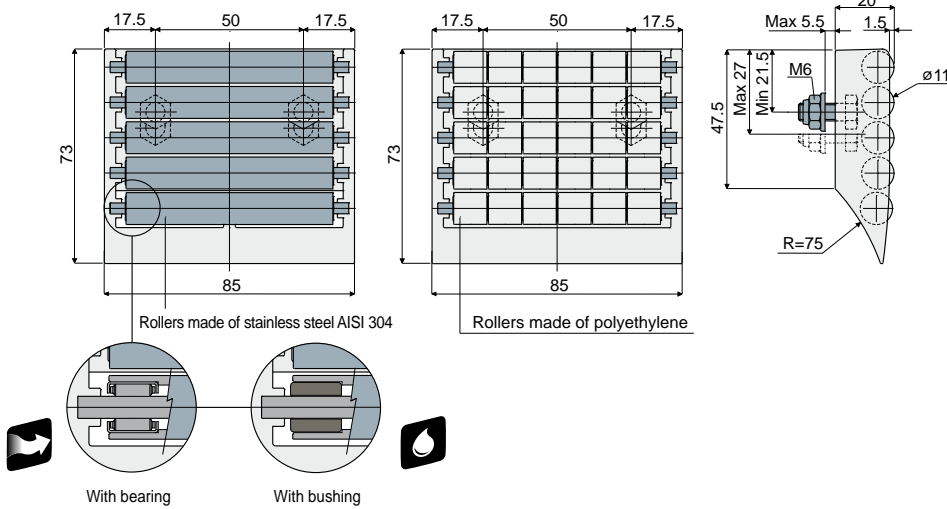 17.5 50 17.5
73
85
Rollers made of stainless steel AISI 304
17.5 50 17.5
73
85
Rollers made of polyethylene
20
Max 5.5 1.5
M6
ø11
47.5
Max 27
Min 21.5
R=75
With bearing
With bushing